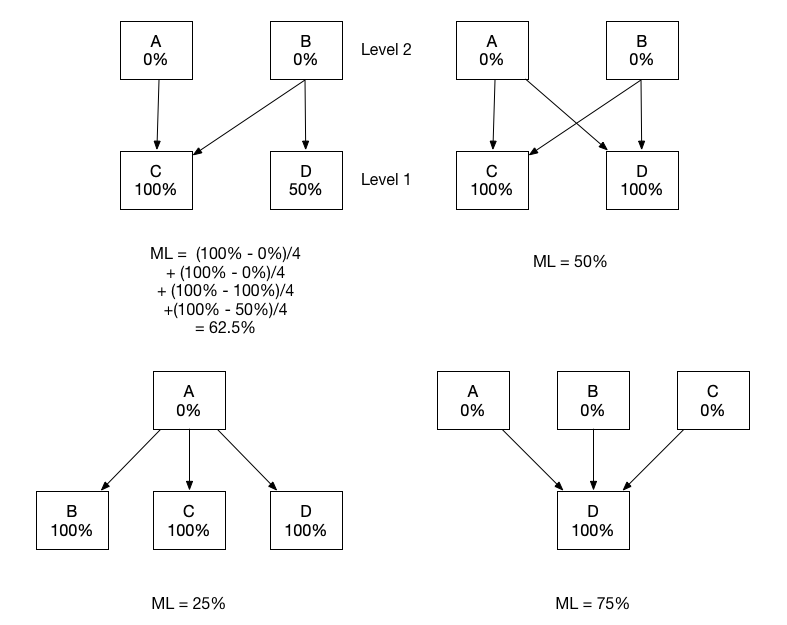 A
0%
B
0%
Level 2
A
0%
B
0%
C
100%
D
50%
Level 1
C
100%
D
100%
ML =  (100% - 0%)/4
+ (100% - 0%)/4
+ (100% - 100%)/4
+(100% - 50%)/4
= 62.5%
ML = 50%
A
0%
B
100%
C
100%
D
100%
ML = 25%
A
0%
B
0%
C
0%
D
100%
ML = 75%